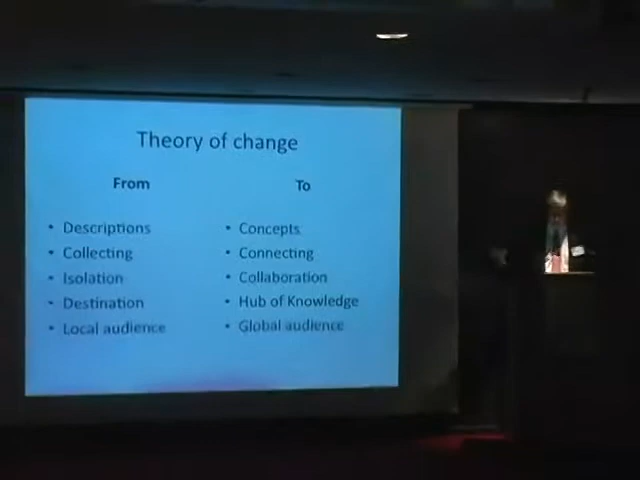 Theory of change
From
• Descriptions
• Collecting
• Isolation
• Destination
• Local audience
To
• Concepts
• Connecting
• Collaboration
• Hub of Knowledge
• Global audience